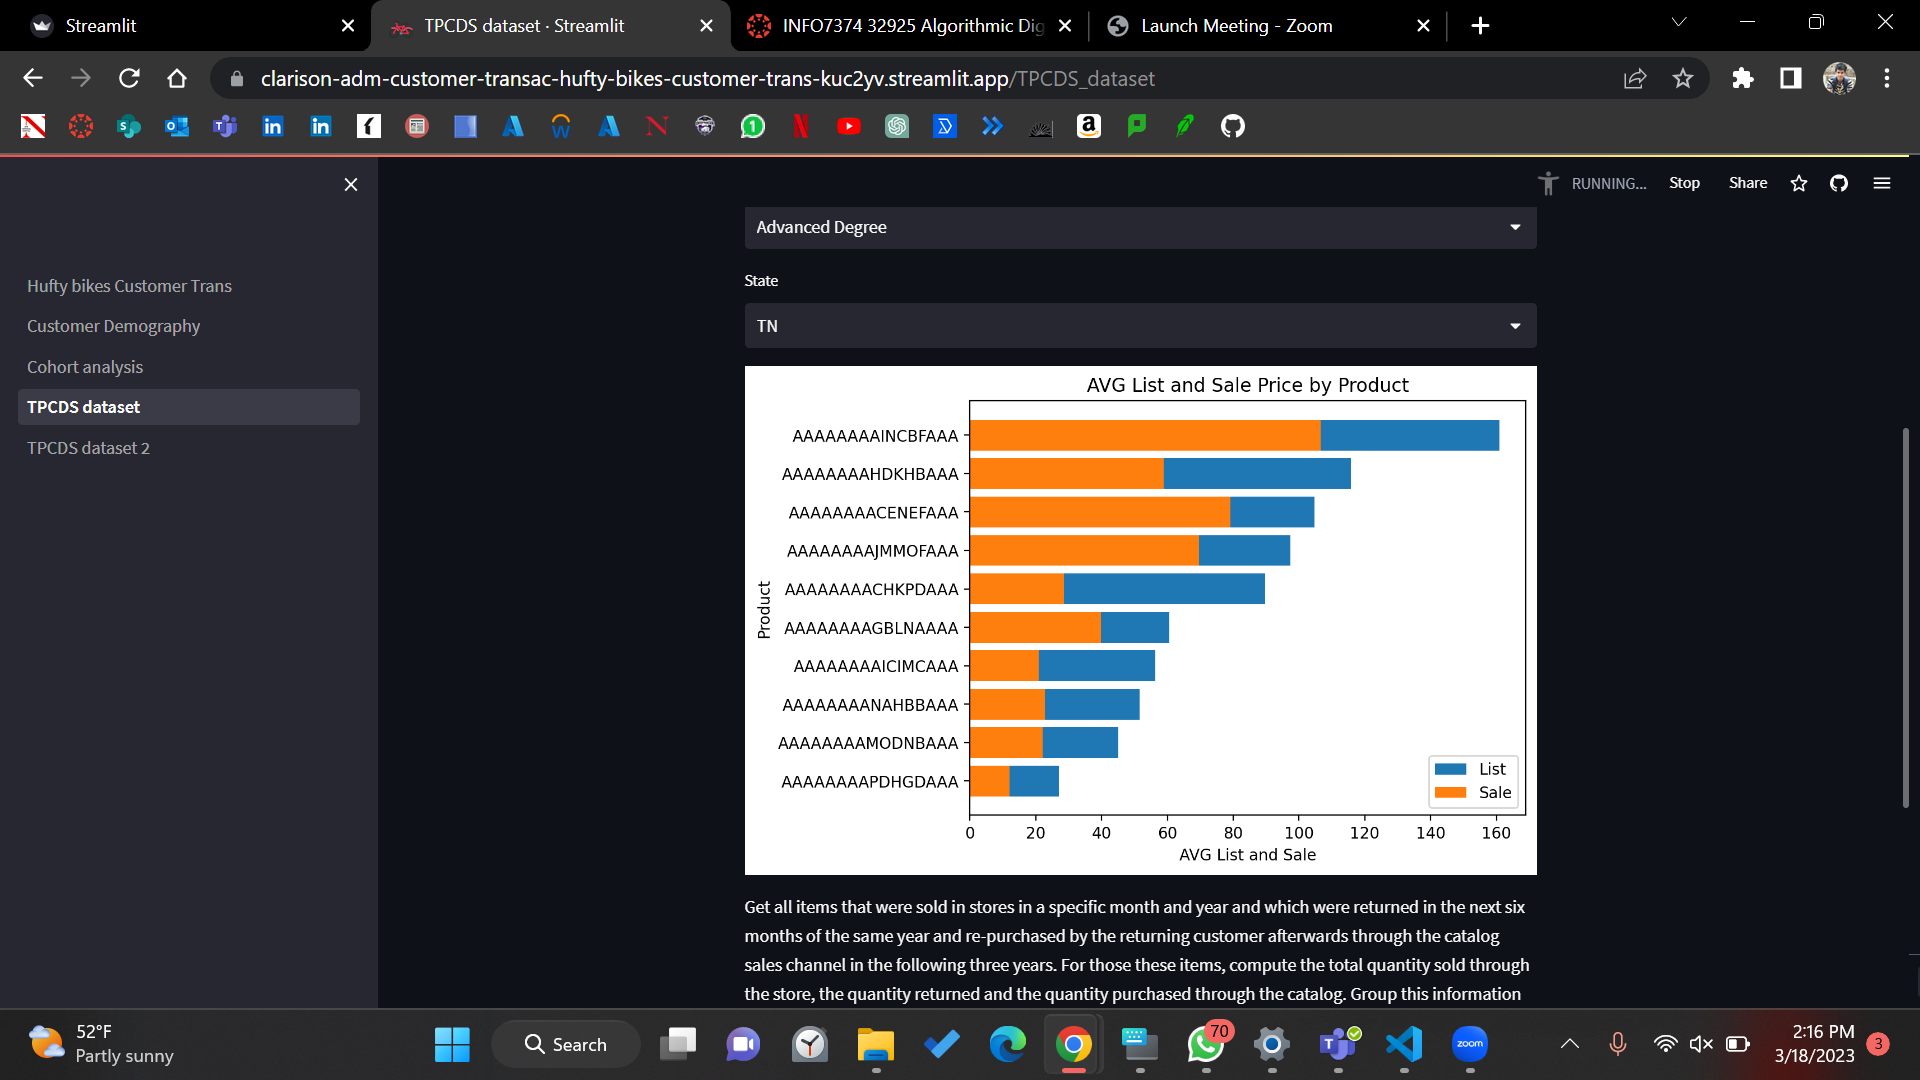 Streamlit
TPCDS dataset · Streamlit
INFO7374 32925 Algorithmic Dig
Launch Meeting - Zoom
clarison-adm-customer-transac-hufty-bikes-customer-trans-kuc2yv.streamlit.app/TPCDS_dataset
RUNNING...
Stop
Share
Hufty bikes Customer Trans
Customer Demography
Cohort analysis
TPCDS dataset
TPCDS dataset 2
Advanced Degree
State
TN
AVG List and Sale Price by Product
Product
AAAAAAAAINCBFAAA
AAAAAAAAHDKHBAAA
AAAAAAAACENEFAAA
AAAAAAAAJMMOFAAA
AAAAAAAACHKPDAAA
AAAAAAAAGBLNAAAA
AAAAAAAAICIMCAAA
AAAAAAAANAHBBAAA
AAAAAAAAMODNBAAA
AAAAAAAAPDHGDAAA
List
Sale
0 20 40 60 80 100 120 140 160
AVG List and Sale
Get all items that were sold in stores in a specific month and year and which were returned in the next six
months of the same year and re-purchased by the returning customer afterwards through the catalog
sales channel in the following three years. For those these items, compute the total quantity sold through
the store, the quantity returned and the quantity purchased through the catalog. Group this information
52°F
Partly sunny
Search
70
zoom
2:16 PM
3/18/2023
3